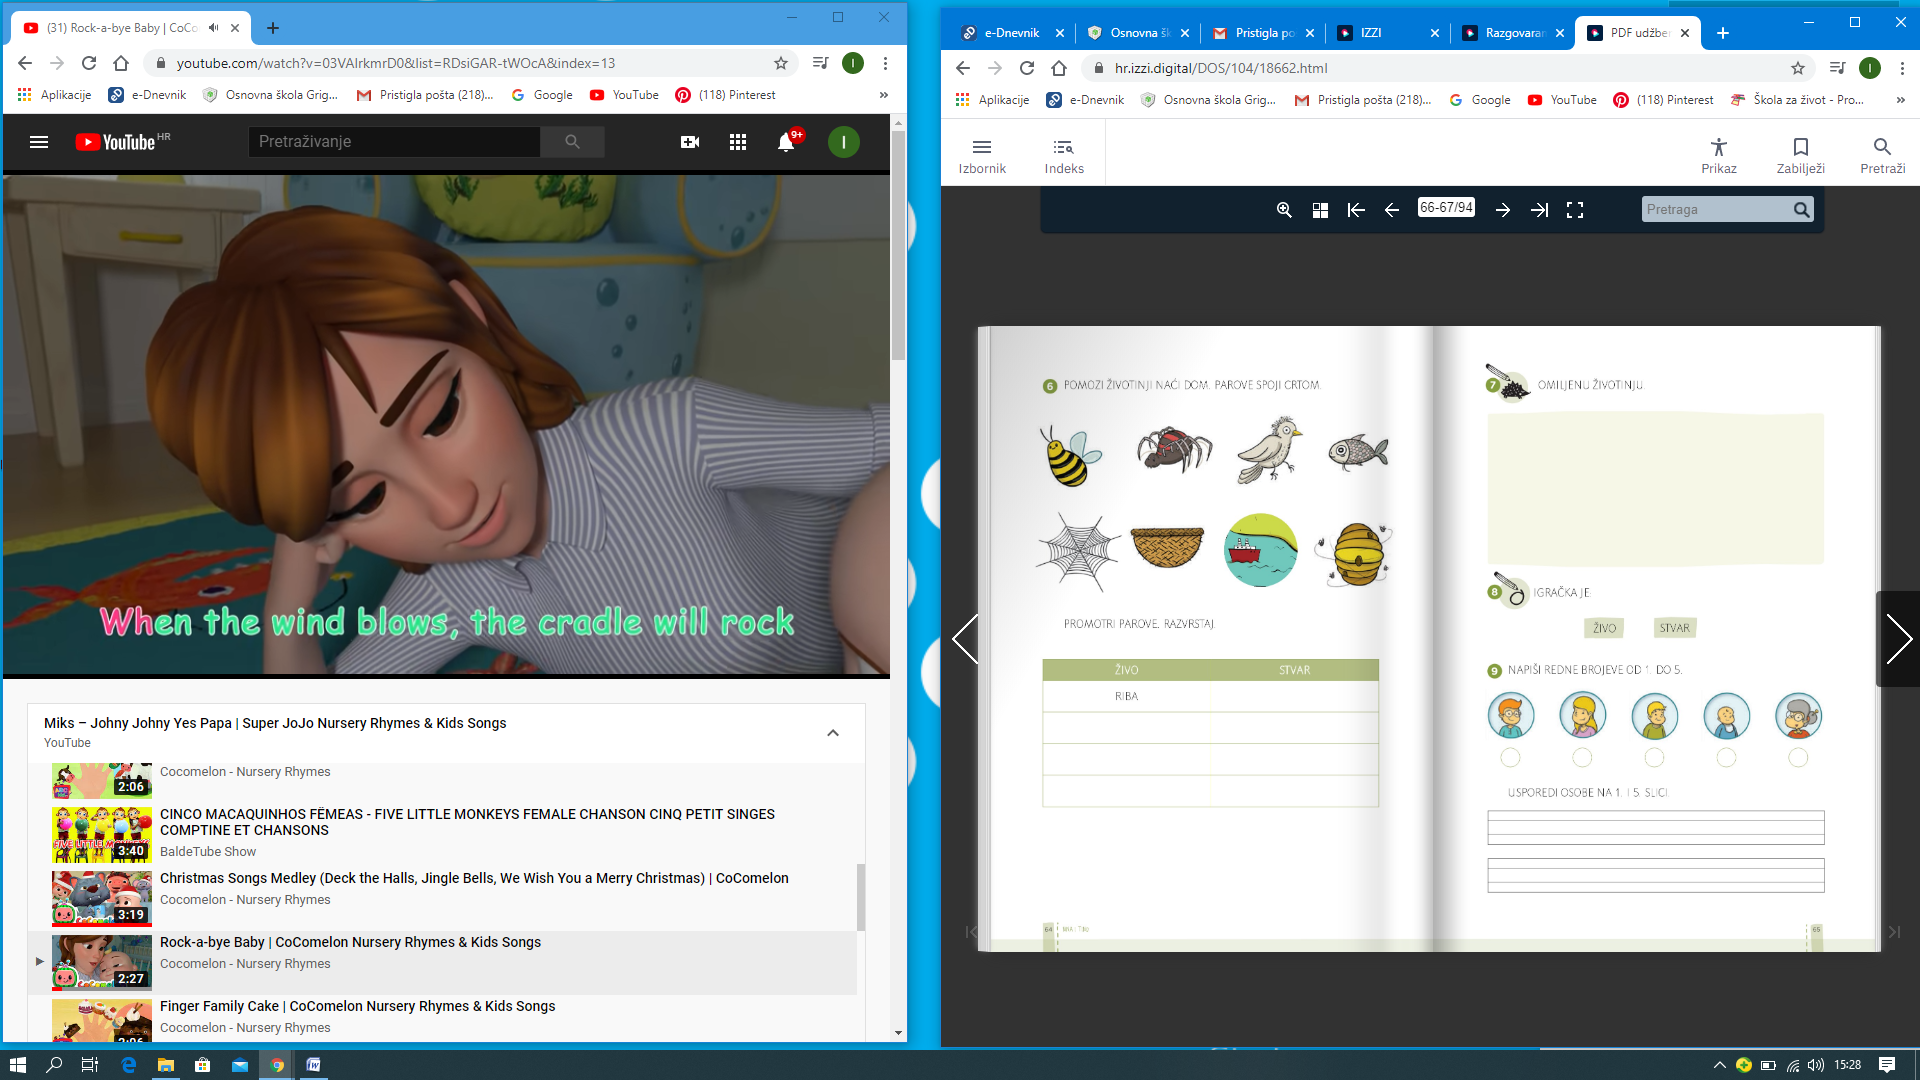 (31) Rock-a-bye Baby | CoCo
youtube.com/watch?v=03VAlrkmrD0&list=RDsiGAR-tWOcA&index=13
Aplikacije
e-Dnevnik
Osnovna škola Grig...
Pristigla pošta (218)...
Google
YouTube
(118) Pinterest
»
YouTube HR
Pretraživanje
9+
I
When the wind blows, the cradle will rock
Miks – Johny Johny Yes Papa | Super JoJo Nursery Rhymes & Kids Songs
YouTube
2:06
Cocomelon - Nursery Rhymes
CINCO MACAQUINHOS FÊMEAS - FIVE LITTLE MONKEYS FEMALE CHANSON CINQ PETIT SINGES
COMPTINE ET CHANSONS
3:40
BaldeTube Show
Christmas Songs Medley (Deck the Halls, Jingle Bells, We Wish You a Merry Christmas) | CoComelon
3:19
Cocomelon - Nursery Rhymes
Rock-a-bye Baby | CoComelon Nursery Rhymes & Kids Songs
2:27
Cocomelon - Nursery Rhymes
Finger Family Cake | CoComelon Nursery Rhymes & Kids Songs
Cocomelon - Nursery Rhymes
e-Dnevnik
Osnovna šk
Pristigla po
IZZI
Razgovaran
PDF udžben
hr.izzi.digital/DOS/104/18662.html
Aplikacije
e-Dnevnik
Osnovna škola Grig...
Pristigla pošta (218)...
Google
YouTube
(118) Pinterest
Škola za život - Pro...
»
Izbornik
Indeks
Prikaz
Zabilježi
Pretraži
66-67/94
Pretraga
6 POMOZI ŽIVOTINJI NAĆI DOM. PAROVE SPOJI CRTOM.
PROMOTRI PAROVE. RAZVRSTAJ.
ŽIVO STVAR
RIBA
64
7 OMILJENU ŽIVOTINJU.
8 IGRAČKA JE
ŽIVO STVAR
9 NAPIŠI REDNE BROJEVE OD 1. DO 5.
USPOREDI OSOBE NA 1. I 5. SLICI.
65
15:28